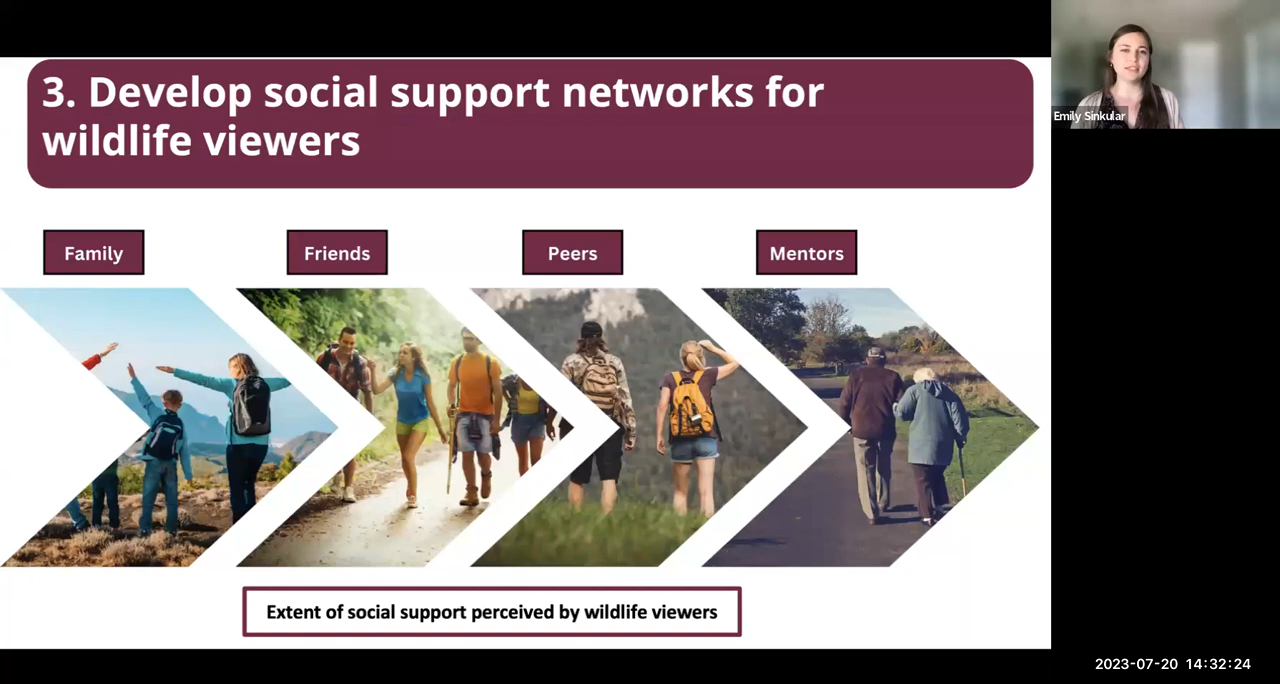 3. Develop social support networks for
wildlife viewers
Emily Sinkular
Family
Friends
Peers
Mentors
Extent of social support perceived by wildlife viewers
2023-07-20 14:32:24